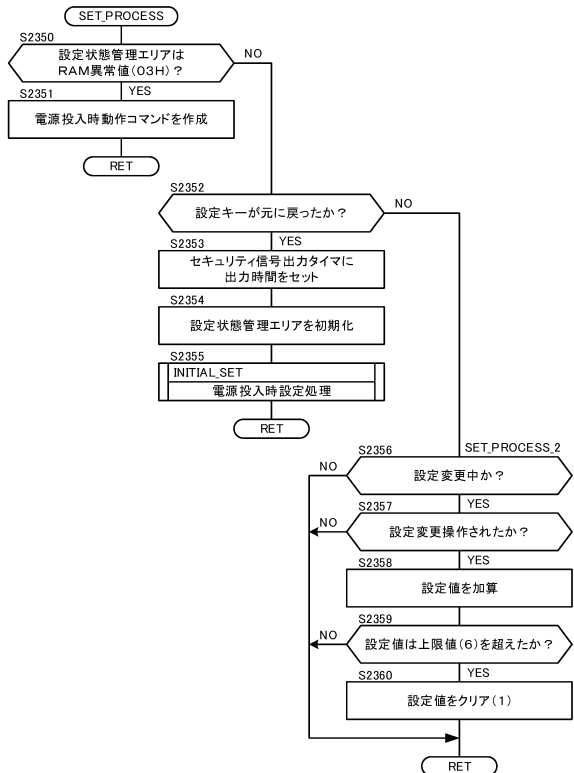 SET_PROCESS
S2350
設定状態管理エリアは
RAM異常値(03H)？
NO
YES
S2351
電源投入時動作コマンドを作成
RET
S2352
設定キーが元に戻ったか？
NO
YES
S2353
セキュリティ信号出力タイマに
出力時間をセット
S2354
設定状態管理エリアを初期化
S2355
INITIAL_SET
電源投入時設定処理
RET
SET_PROCESS_2
S2356
設定変更中か？
NO
YES
S2357
設定変更操作されたか？
NO
YES
S2358
設定値を加算
S2359
設定値は上限値(6)を超えたか？
NO
YES
S2360
設定値をクリア(1)
RET